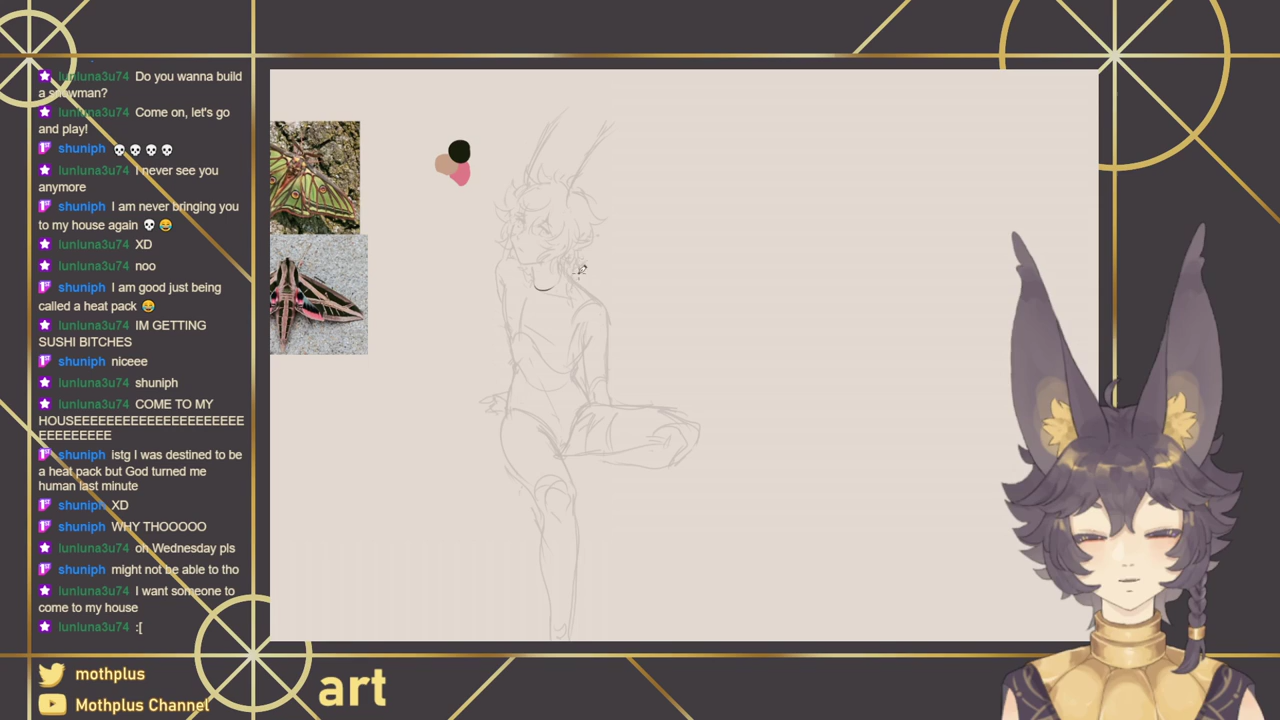 lunluna3u74 Do you wanna build
a snowman?
lunluna3u74 Come on, let's go
and play!
shuniph 💀 💀 💀 💀
lunluna3u74 I never see you
anymore
shuniph I am never bringing you
to my house again 💀 😂
lunluna3u74 XD
lunluna3u74 noo
shuniph I am good just being
called a heat pack 😂
lunluna3u74 IM GETTING
SUSHI BITCHES
shuniph niceee
lunluna3u74 shuniph
lunluna3u74 COME TO MY
HOUSEEEEEEEEEEEEEEEEEEEEE
EEEEEEEEEE
shuniph istg I was destined to be
a heat pack but God turned me
human last minute
shuniph XD
shuniph WHY THOOOOO
lunluna3u74 on Wednesday pls
shuniph might not be able to tho
lunluna3u74 I want someone to
come to my house
lunluna3u74 :[
mothplus
Mothplus Channel
art